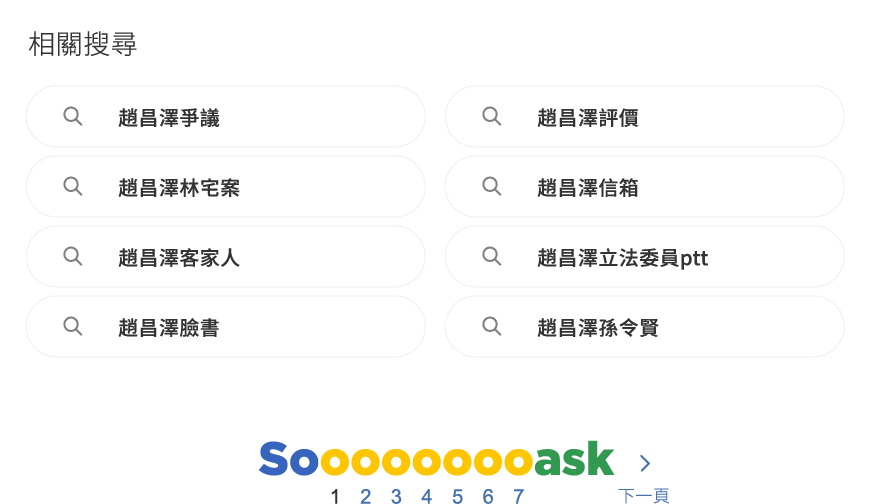 相關搜尋
趙昌澤爭議
趙昌澤評價
趙昌澤林宅案
趙昌澤信箱
趙昌澤客家人
趙昌澤立法委員ptt
趙昌澤臉書
趙昌澤孫令賢
Soooooooask
1 2 3 4 5 6 7 下一頁